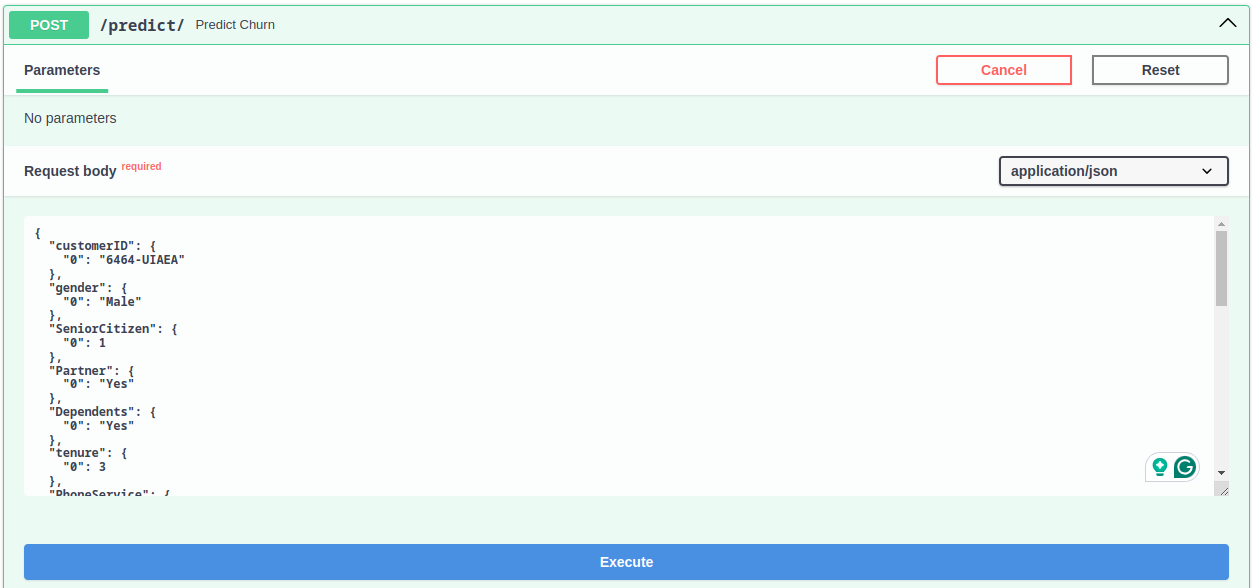 POST /predict/ Predict Churn
Parameters
Cancel
Reset
No parameters
Request body required
application/json
{
  "customerID": {
    "0": "6464-UIAEA"
  },
  "gender": {
    "0": "Male"
  },
  "SeniorCitizen": {
    "0": 1
  },
  "Partner": {
    "0": "Yes"
  },
  "Dependents": {
    "0": "Yes"
  },
  "tenure": {
    "0": 3
  },
  "PhoneService": {
Execute